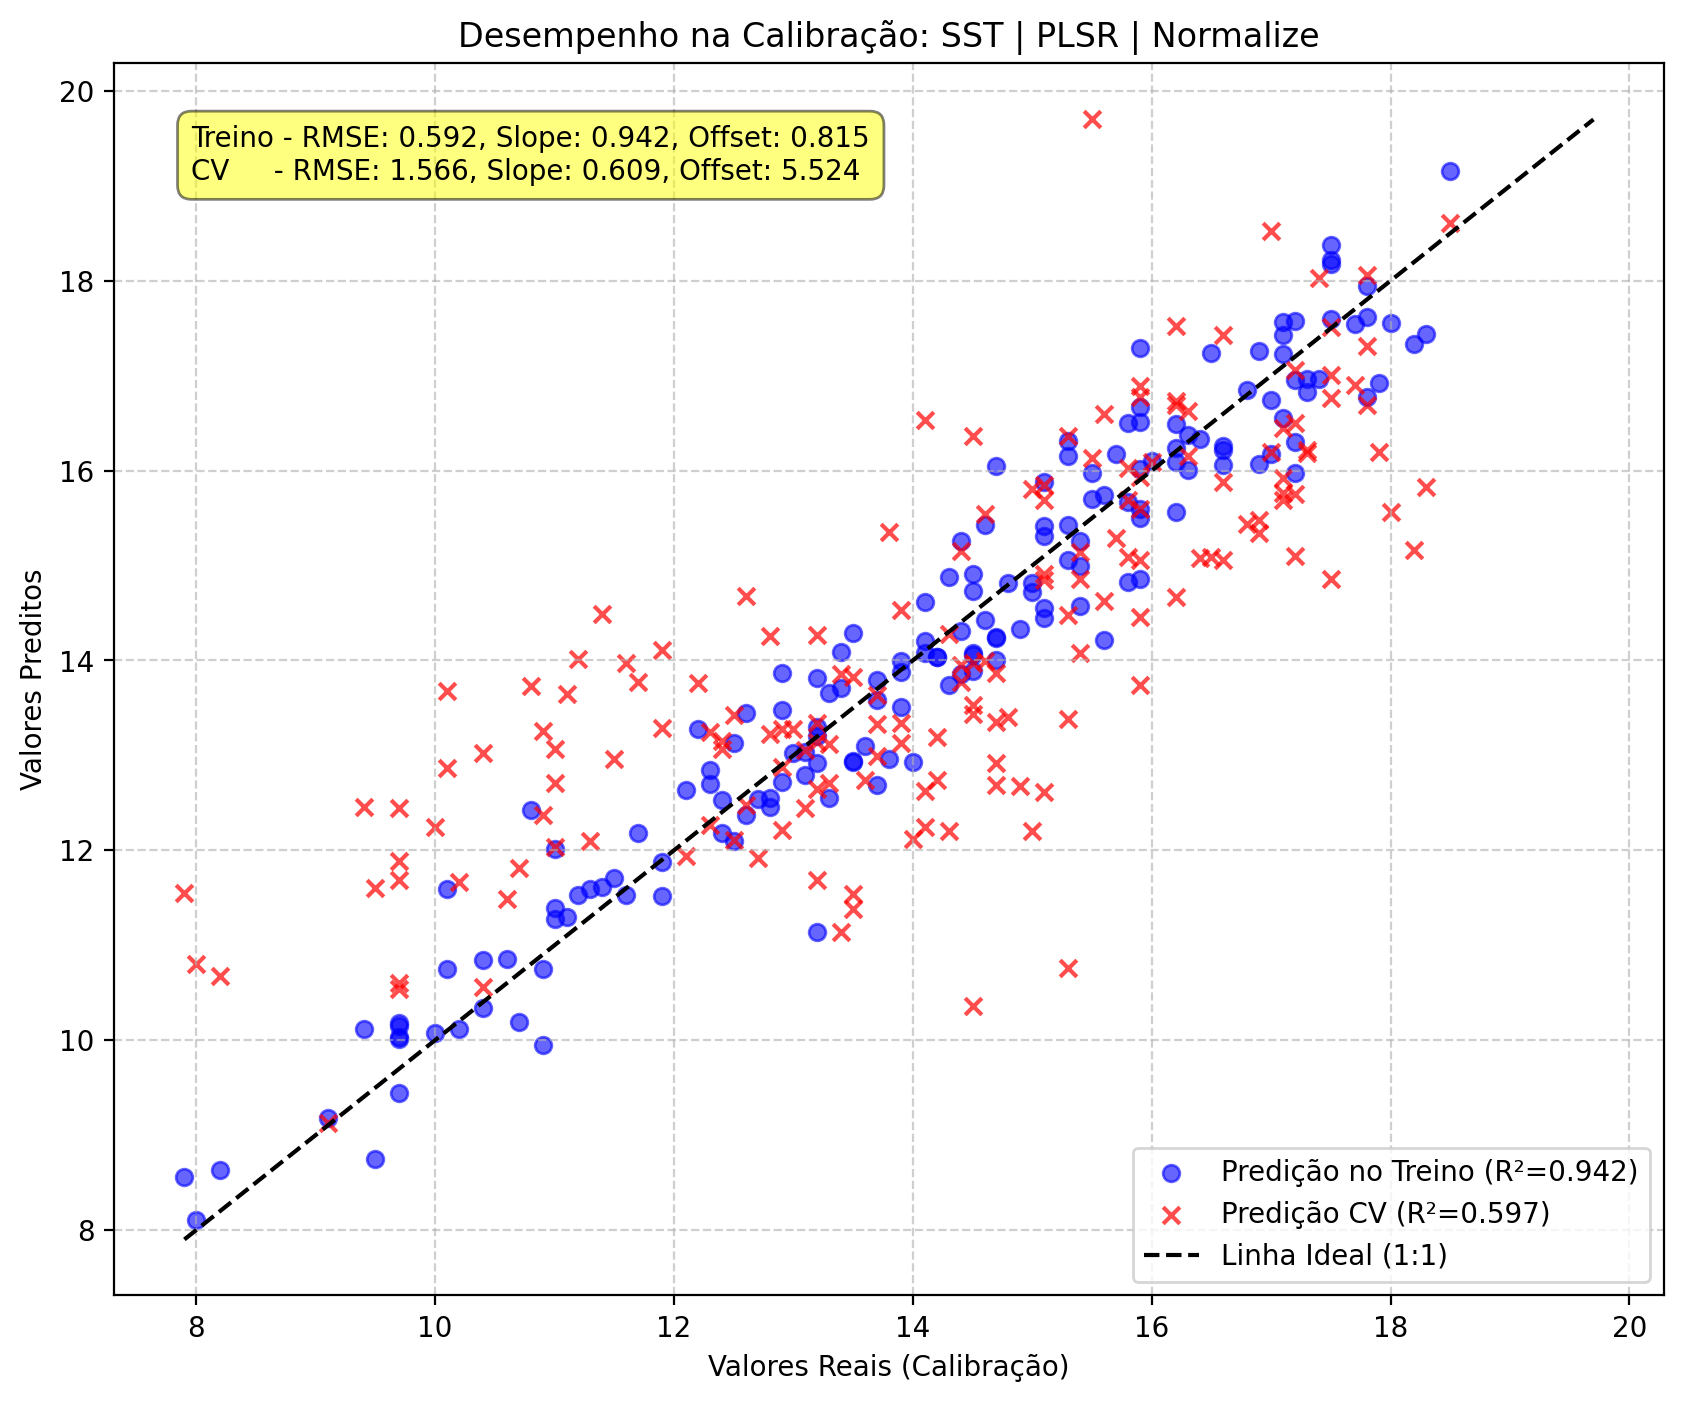 Desempenho na Calibração: SST | PLSR | Normalize
20
18
16
14
12
10
8
Valores Preditos
Treino - RMSE: 0.592, Slope: 0.942, Offset: 0.815
CV - RMSE: 1.566, Slope: 0.609, Offset: 5.524
Predição no Treino (R²=0.942)
Predição CV (R²=0.597)
Linha Ideal (1:1)
8 10 12 14 16 18 20
Valores Reais (Calibração)